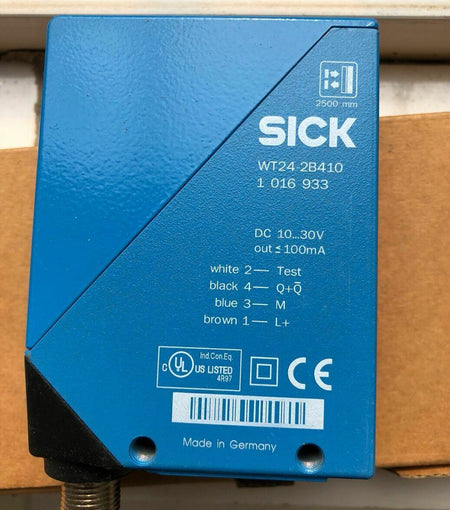 2500 mm
SICK
WT24-2B410
1 016 933
DC 10...30V
out ≤100mA
white 2— Test
black 4— Q+Q̅
blue 3— M
brown 1— L+
Ind.Con.Eq.
C UL US LISTED
4R97
CE
Made in Germany